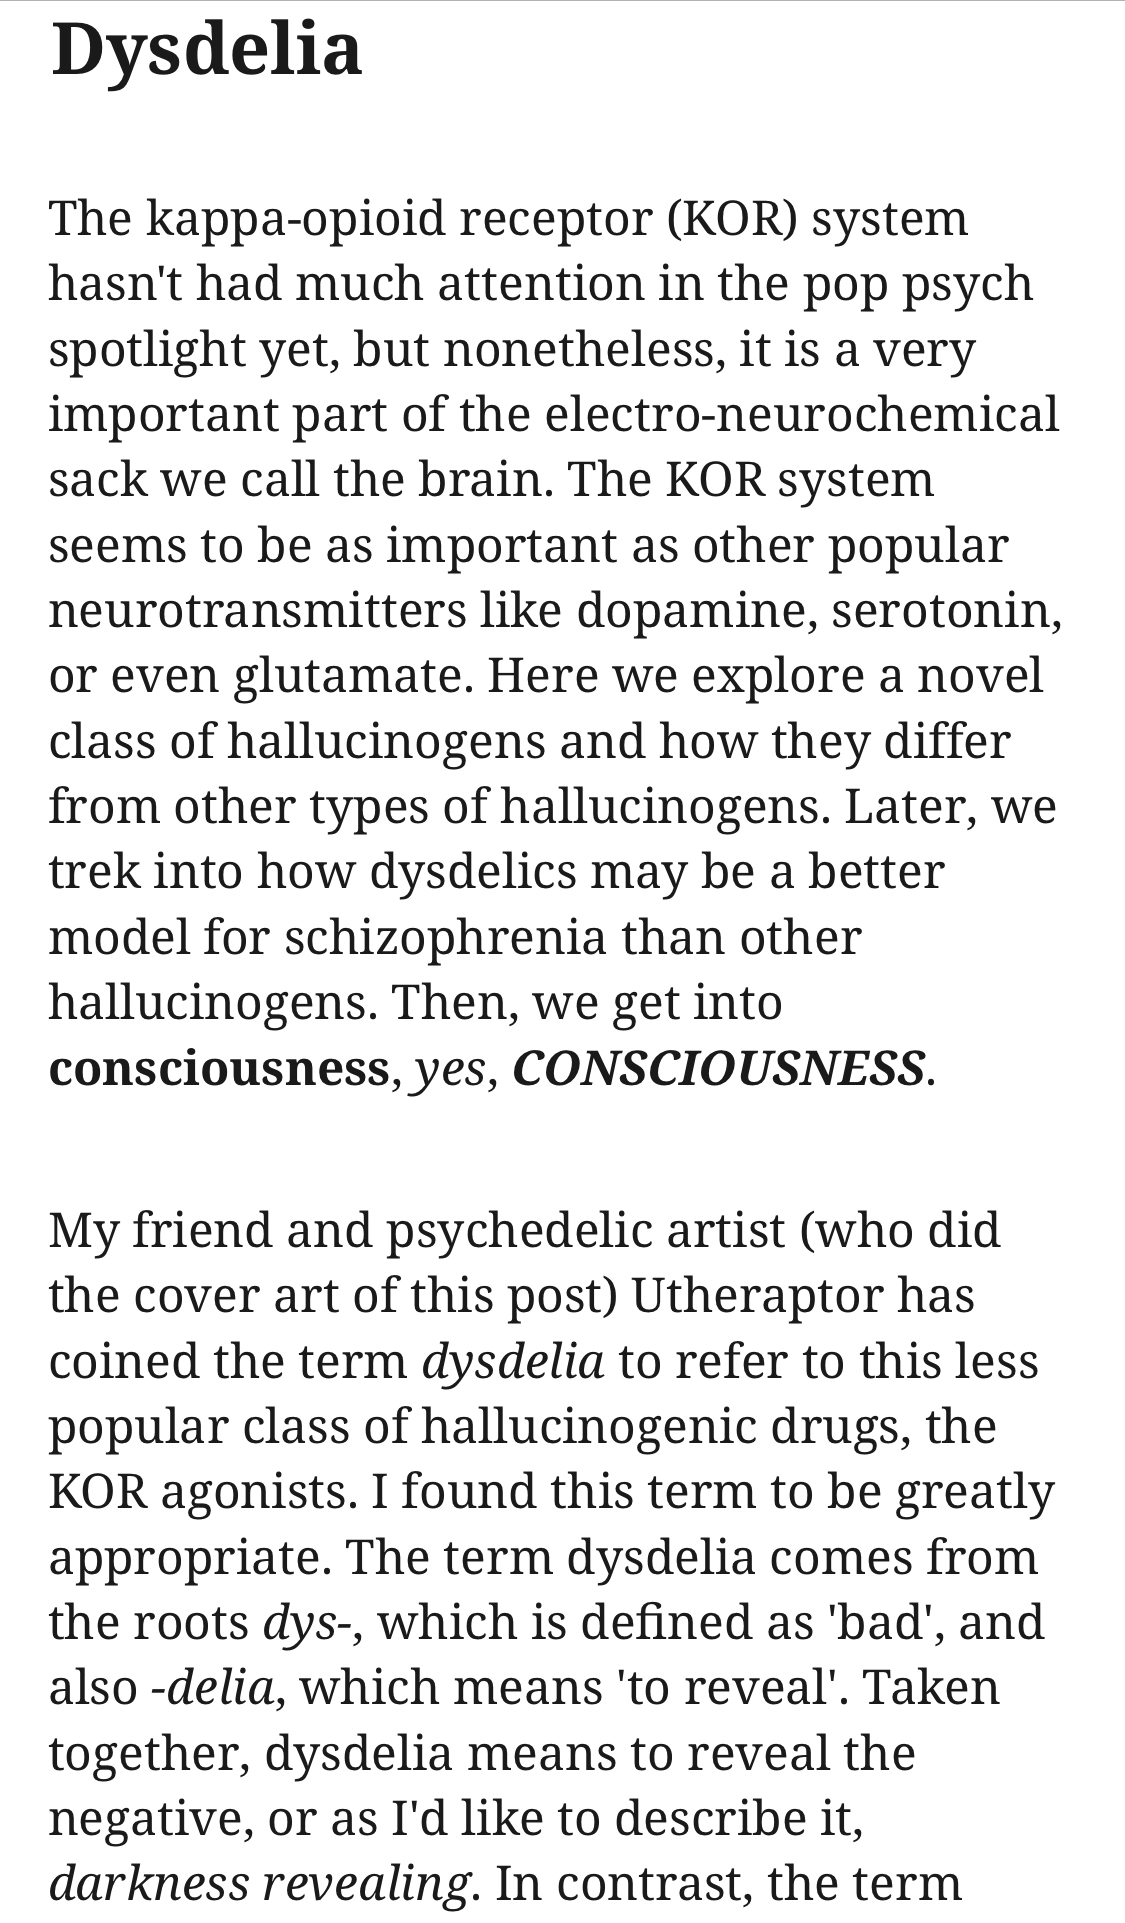 Dysdelia
The kappa-opioid receptor (KOR) system
hasn't had much attention in the pop psych
spotlight yet, but nonetheless, it is a very
important part of the electro-neurochemical
sack we call the brain. The KOR system
seems to be as important as other popular
neurotransmitters like dopamine, serotonin,
or even glutamate. Here we explore a novel
class of hallucinogens and how they differ
from other types of hallucinogens. Later, we
trek into how dysdelics may be a better
model for schizophrenia than other
hallucinogens. Then, we get into
consciousness, yes, CONSCIOUSNESS.
My friend and psychedelic artist (who did
the cover art of this post) Utheraptor has
coined the term dysdelia to refer to this less
popular class of hallucinogenic drugs, the
KOR agonists. I found this term to be greatly
appropriate. The term dysdelia comes from
the roots dys-, which is defined as 'bad', and
also -delia, which means 'to reveal'. Taken
together, dysdelia means to reveal the
negative, or as I'd like to describe it,
darkness revealing. In contrast, the term